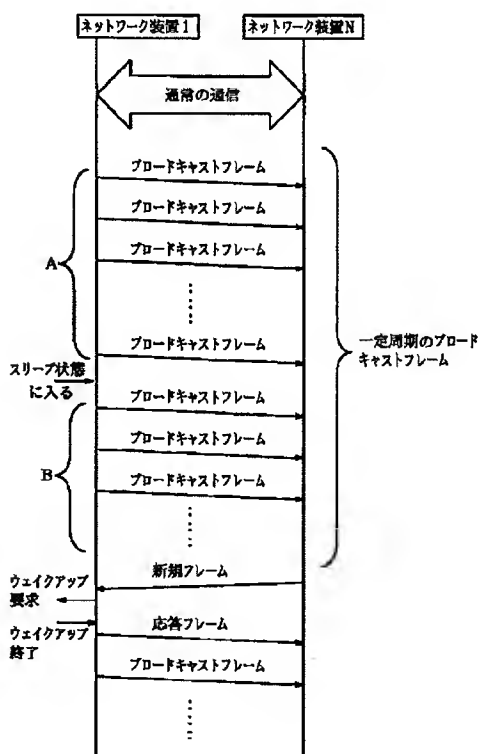 ネットワーク装置1
ネットワーク装置N
通常の通信
ブロードキャストフレーム
ブロードキャストフレーム
ブロードキャストフレーム
A
ブロードキャストフレーム
一定周期のブロード
キャストフレーム
スリープ状態
に入る
ブロードキャストフレーム
ブロードキャストフレーム
B
ブロードキャストフレーム
新規フレーム
ウェイクアップ
要求
応答フレーム
ウェイクアップ
終了
ブロードキャストフレーム